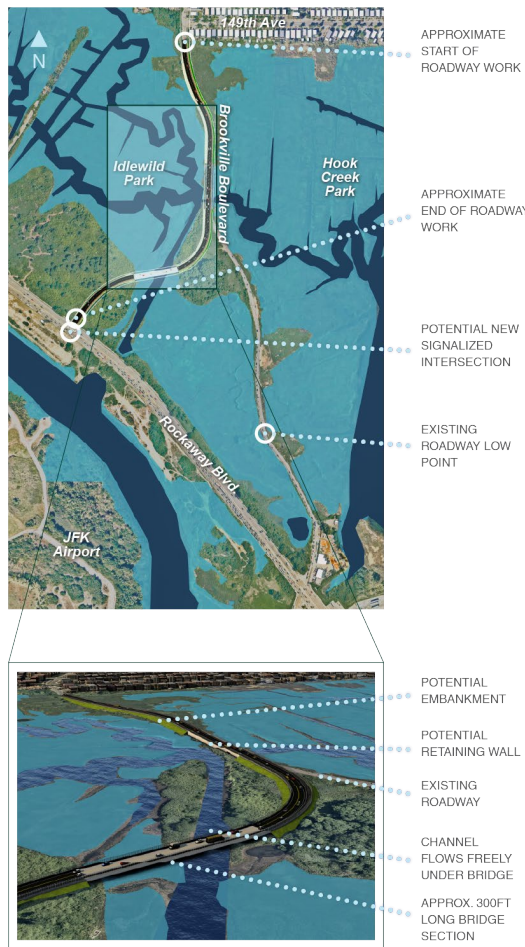 149th Ave
N
APPROXIMATE
START OF
ROADWAY WORK
Brookville Boulevard
Idlewild
Park
Hook
Creek
Park
APPROXIMATE
END OF ROADWAY
WORK
POTENTIAL NEW
SIGNALIZED
INTERSECTION
EXISTING
ROADWAY LOW
POINT
Rockaway Blvd.
JFK
Airport
POTENTIAL
EMBANKMENT
POTENTIAL
RETAINING WALL
EXISTING
ROADWAY
CHANNEL
FLOWS FREELY
UNDER BRIDGE
APPROX. 300FT
LONG BRIDGE
SECTION